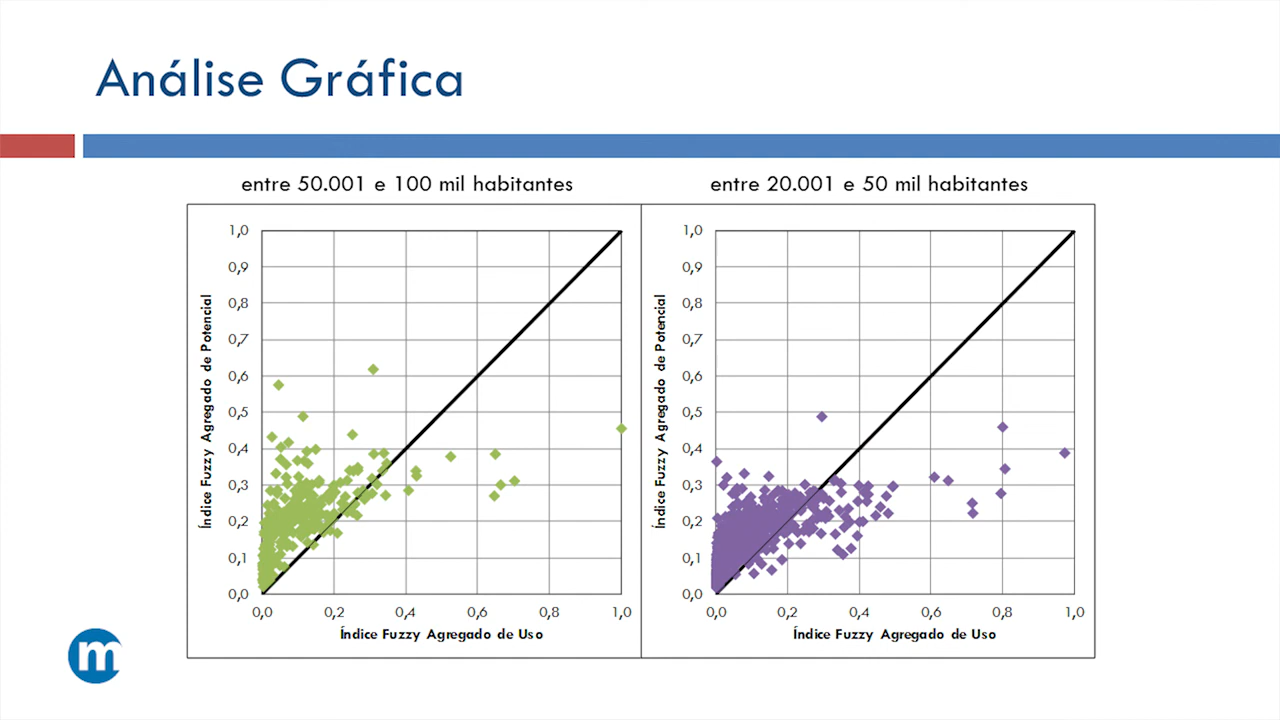 Análise Gráfica
entre 50.001 e 100 mil habitantes
entre 20.001 e 50 mil habitantes
Índice Fuzzy Agregado de Potencial
1,0
0,9
0,8
0,7
0,6
0,5
0,4
0,3
0,2
0,1
0,0
0,0 0,2 0,4 0,6 0,8 1,0
Índice Fuzzy Agregado de Uso
Índice Fuzzy Agregado de Potencial
1,0
0,9
0,8
0,7
0,6
0,5
0,4
0,3
0,2
0,1
0,0
0,0 0,2 0,4 0,6 0,8 1,0
Índice Fuzzy Agregado de Uso
m